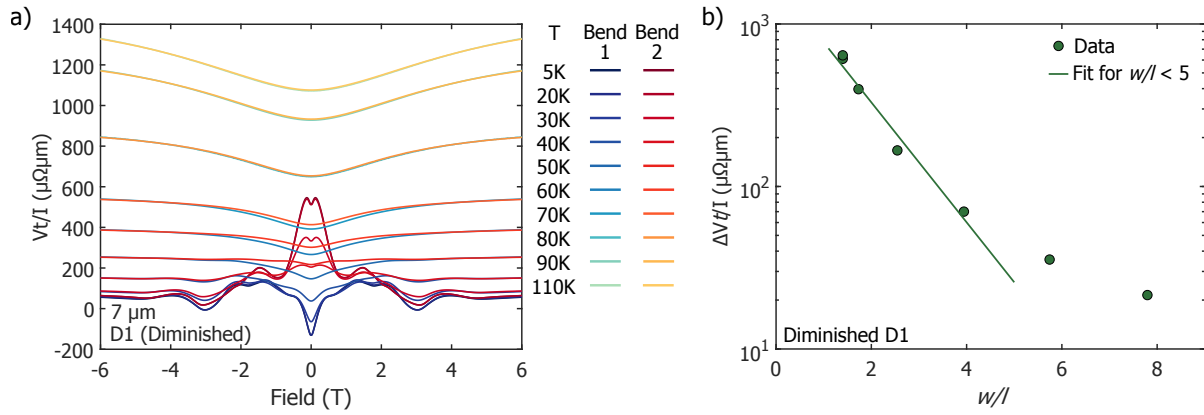 a)
1400
1200
1000
800
600
400
200
0
-200
Vt/I (μΩμm)
7 μm
D1 (Diminished)
-6 -4 -2 0 2 4 6
Field (T)
T Bend 1 Bend 2
5K
20K
30K
40K
50K
60K
70K
80K
90K
110K
b)
10³
10²
10¹
ΔVt/I (μΩμm)
Data
Fit for w/l < 5
Diminished D1
0 2 4 6 8
w/l